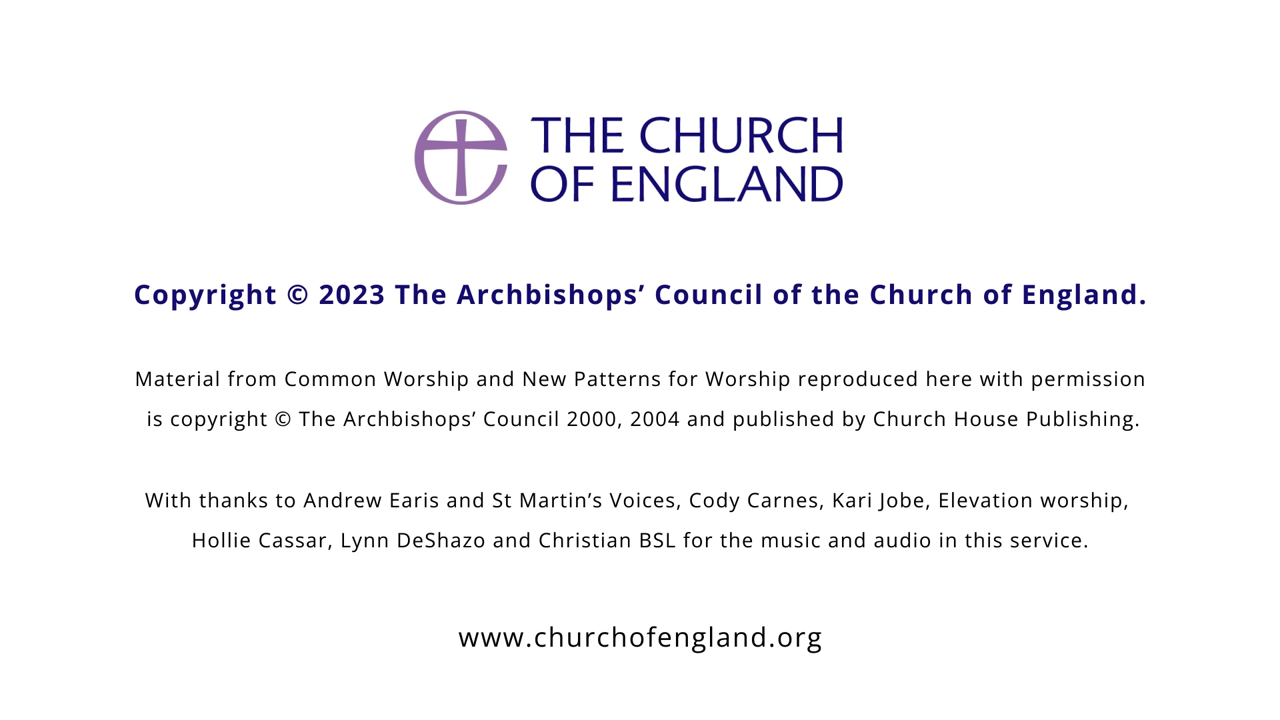 THE CHURCH
OF ENGLAND
Copyright © 2023 The Archbishops’ Council of the Church of England.
Material from Common Worship and New Patterns for Worship reproduced here with permission
is copyright © The Archbishops’ Council 2000, 2004 and published by Church House Publishing.
With thanks to Andrew Earis and St Martin’s Voices, Cody Carnes, Kari Jobe, Elevation worship,
Hollie Cassar, Lynn DeShazo and Christian BSL for the music and audio in this service.
www.churchofengland.org